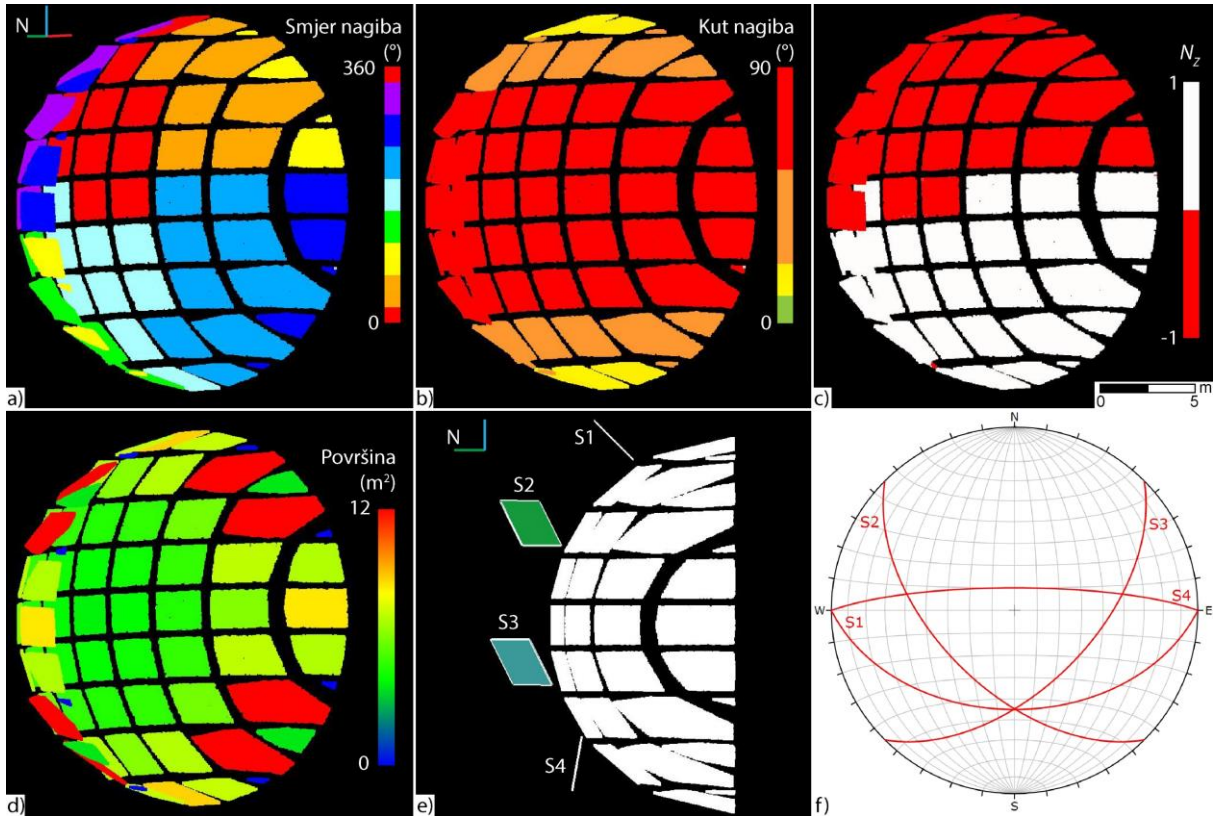 N
Smjer nagiba
(°)
360
0
a)
Kut nagiba
90
0
b)
N_Z
1
-1
0 5 m
c)
Površina
(m²)
12
0
d)
N
S1
S2
S3
S4
e)
N
S2
S3
S4
W
S1
E
S
f)